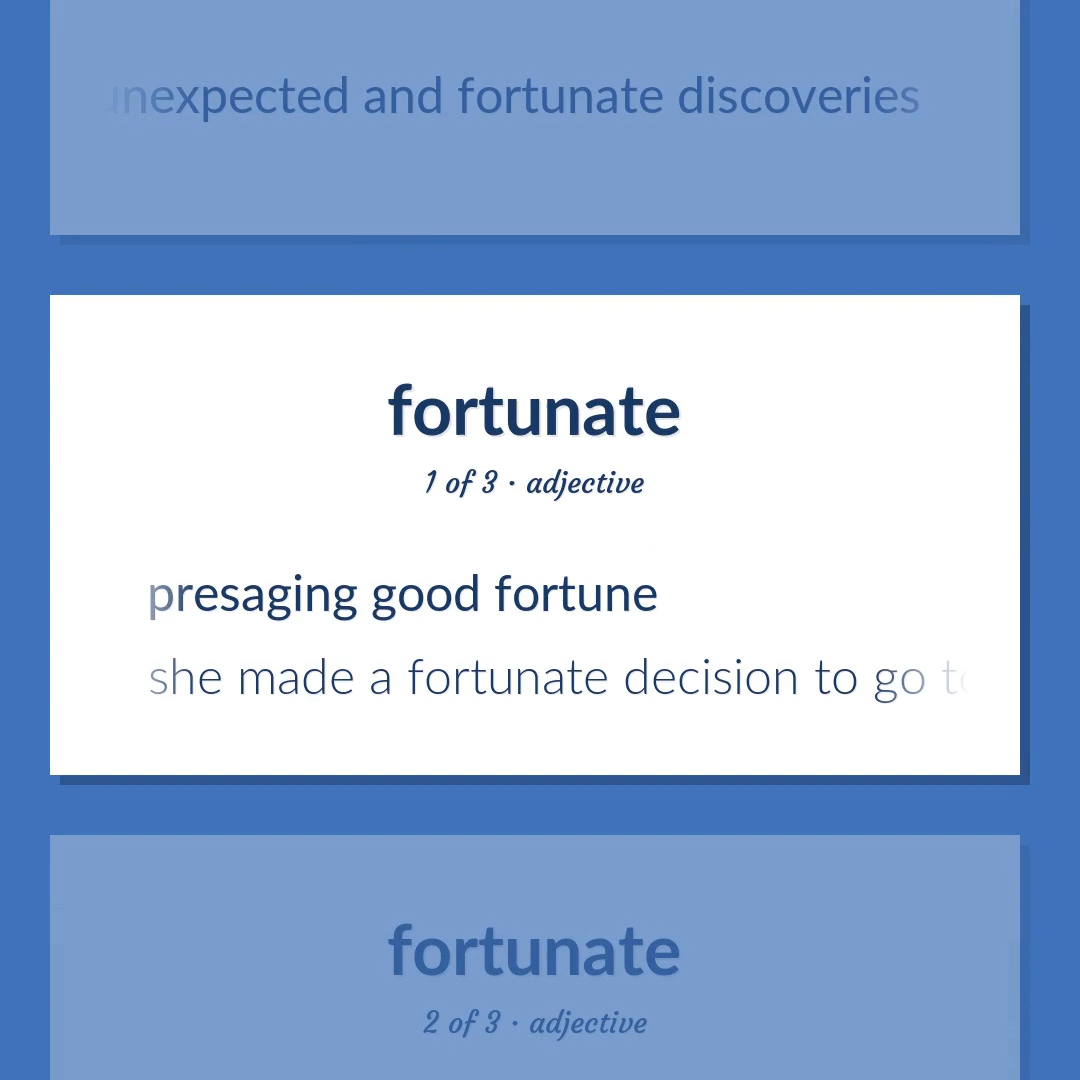 unexpected and fortunate discoveries
fortunate
1 of 3 · adjective
presaging good fortune
she made a fortunate decision to go to
fortunate
2 of 3 · adjective